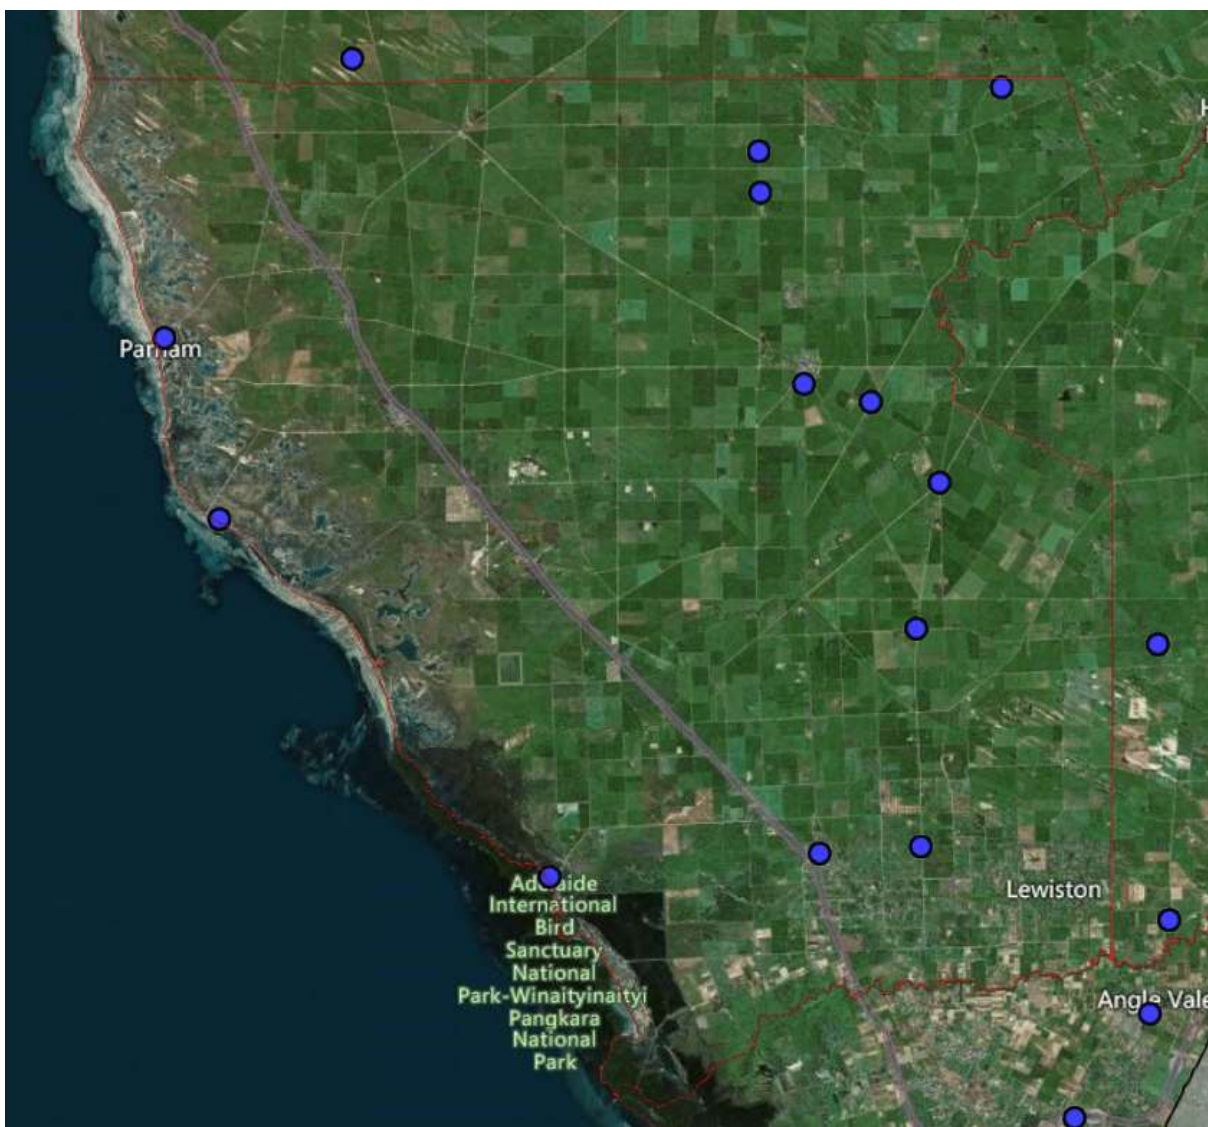 H
Parham
Lewiston
Adelaide
International
Bird
Sanctuary
National
Park-Winaityinaityi
Pangkara
National
Park
Angle Vale